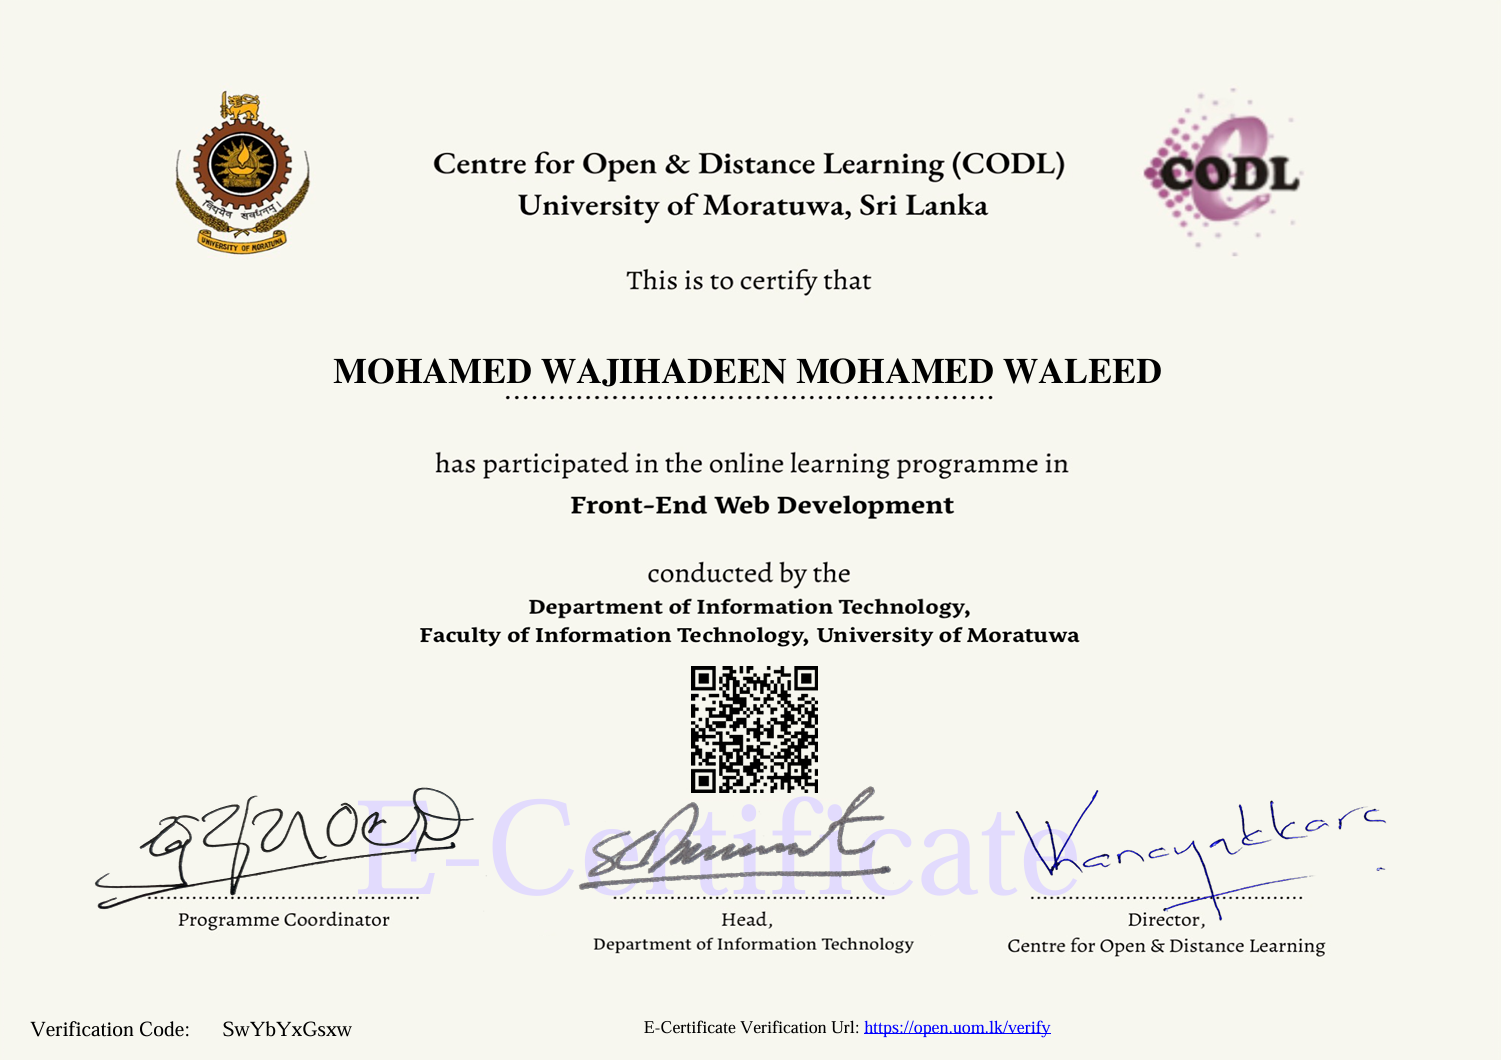 Centre for Open & Distance Learning (CODL)
University of Moratuwa, Sri Lanka
CODL
UNIVERSITY OF MORATUWA
This is to certify that
MOHAMED WAJIHADEEN MOHAMED WALEED
has participated in the online learning programme in
Front-End Web Development
conducted by the
Department of Information Technology,
Faculty of Information Technology, University of Moratuwa
E-Certificate
Programme Coordinator
Head,
Department of Information Technology
Director,
Centre for Open & Distance Learning
Verification Code: SwYbYxGsxw
E-Certificate Verification Url: https://open.uom.lk/verify